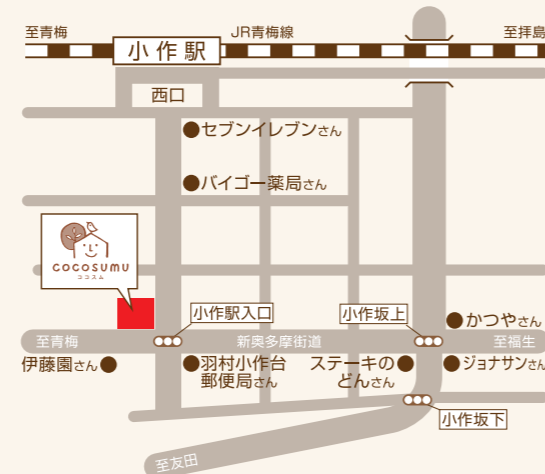 至青梅
JR青梅線
至拝島
小作駅
西口
セブンイレブンさん
バイゴー薬局さん
cocosumu
ココスム
小作駅入口
小作坂上
かつやさん
至青梅
新奥多摩街道
至福生
伊藤園さん
羽村小作台
郵便局さん
ステーキの
どんさん
ジョナサンさん
小作坂下
至友田